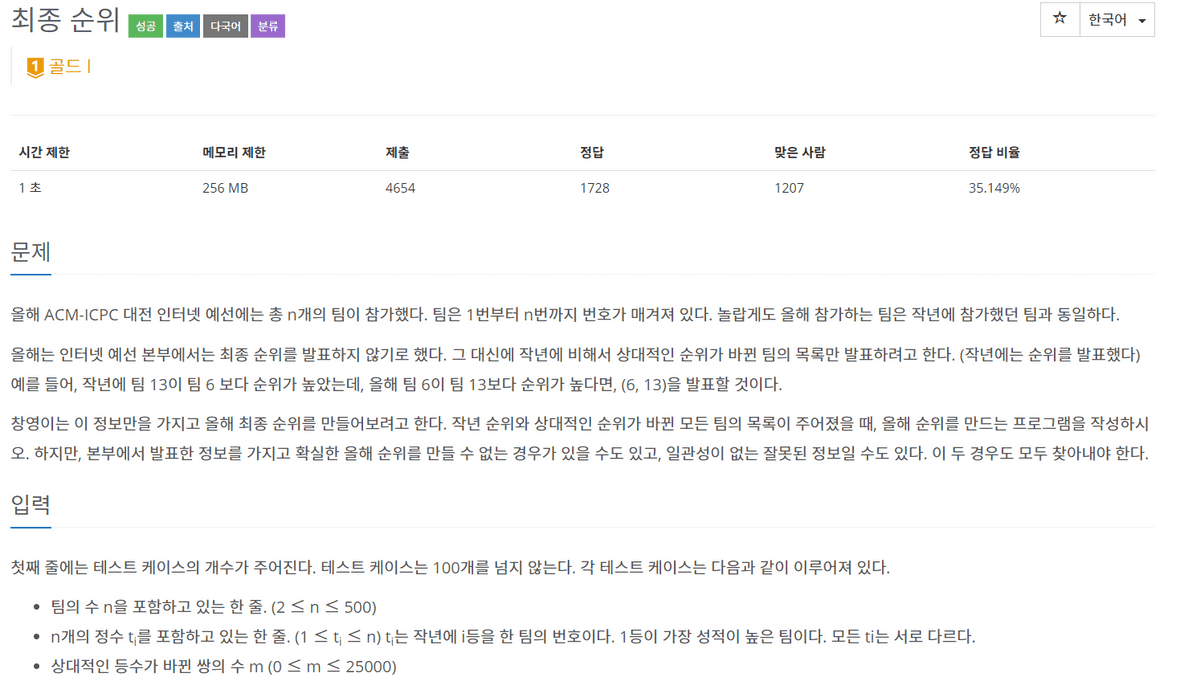 최종 순위 성공 출처 다국어 분류
☆ 한국어
1 골드 I
시간 제한 메모리 제한 제출 정답 맞은 사람 정답 비율
1 초 256 MB 4654 1728 1207 35.149%
문제
올해 ACM-ICPC 대전 인터넷 예선에는 총 n개의 팀이 참가했다. 팀은 1번부터 n번까지 번호가 매겨져 있다. 놀랍게도 올해 참가하는 팀은 작년에 참가했던 팀과 동일하다.
올해는 인터넷 예선 본부에서는 최종 순위를 발표하지 않기로 했다. 그 대신에 작년에 비해서 상대적인 순위가 바뀐 팀의 목록만 발표하려고 한다. (작년에는 순위를 발표했다)
예를 들어, 작년에 팀 13이 팀 6 보다 순위가 높았는데, 올해 팀 6이 팀 13보다 순위가 높다면, (6, 13)을 발표할 것이다.
창영이는 이 정보만을 가지고 올해 최종 순위를 만들어보려고 한다. 작년 순위와 상대적인 순위가 바뀐 모든 팀의 목록이 주어졌을 때, 올해 순위를 만드는 프로그램을 작성하시
오. 하지만, 본부에서 발표한 정보를 가지고 확실한 올해 순위를 만들 수 없는 경우가 있을 수도 있고, 일관성이 없는 잘못된 정보일 수도 있다. 이 두 경우도 모두 찾아내야 한다.
입력
첫째 줄에는 테스트 케이스의 개수가 주어진다. 테스트 케이스는 100개를 넘지 않는다. 각 테스트 케이스는 다음과 같이 이루어져 있다.
• 팀의 수 n을 포함하고 있는 한 줄. (2 ≤ n ≤ 500)
• n개의 정수 tᵢ를 포함하고 있는 한 줄. (1 ≤ tᵢ ≤ n) tᵢ는 작년에 i등을 한 팀의 번호이다. 1등이 가장 성적이 높은 팀이다. 모든 ti는 서로 다르다.
• 상대적인 등수가 바뀐 쌍의 수 m (0 ≤ m ≤ 25000)